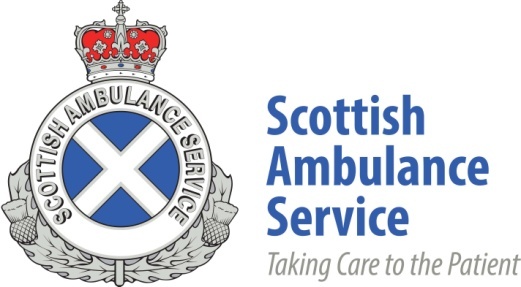 SCOTTISH AMBULANCE SERVICE
Scottish
Ambulance
Service
Taking Care to the Patient